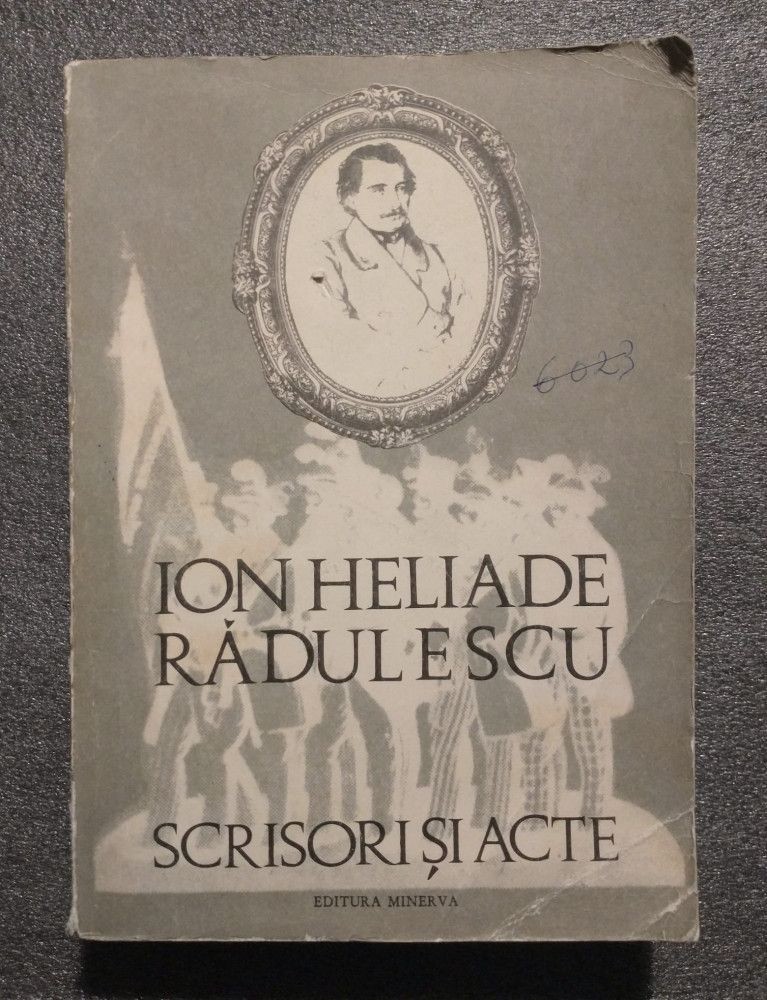 6023
ION HELIADE
RĂDULESCU
SCRISORI ȘI ACTE
EDITURA MINERVA